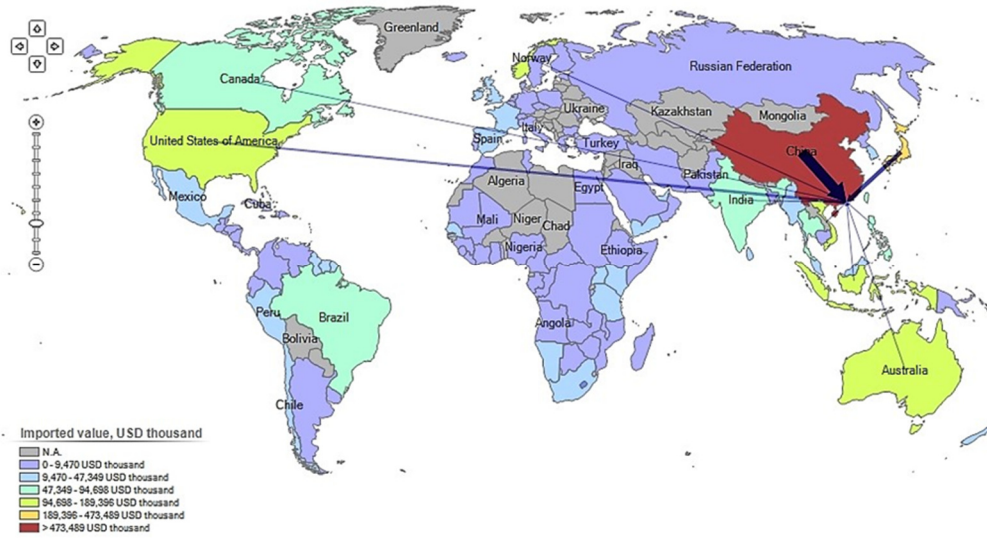 Greenland
Norway
Russian Federation
Canada
Ukraine
Kazakhstan
Mongolia
United States of America
Spain
Italy
Turkey
China
Iraq
Pakistan
Mexico
Cuba
Algeria
Egypt
India
Mali
Niger
Chad
Nigeria
Ethiopia
Peru
Brazil
Angola
Bolivia
Australia
Chile
Imported value, USD thousand
N.A.
0 - 9,470 USD thousand
9,470 - 47,349 USD thousand
47,349 - 94,698 USD thousand
94,698 - 189,396 USD thousand
189,396 - 473,489 USD thousand
> 473,489 USD thousand